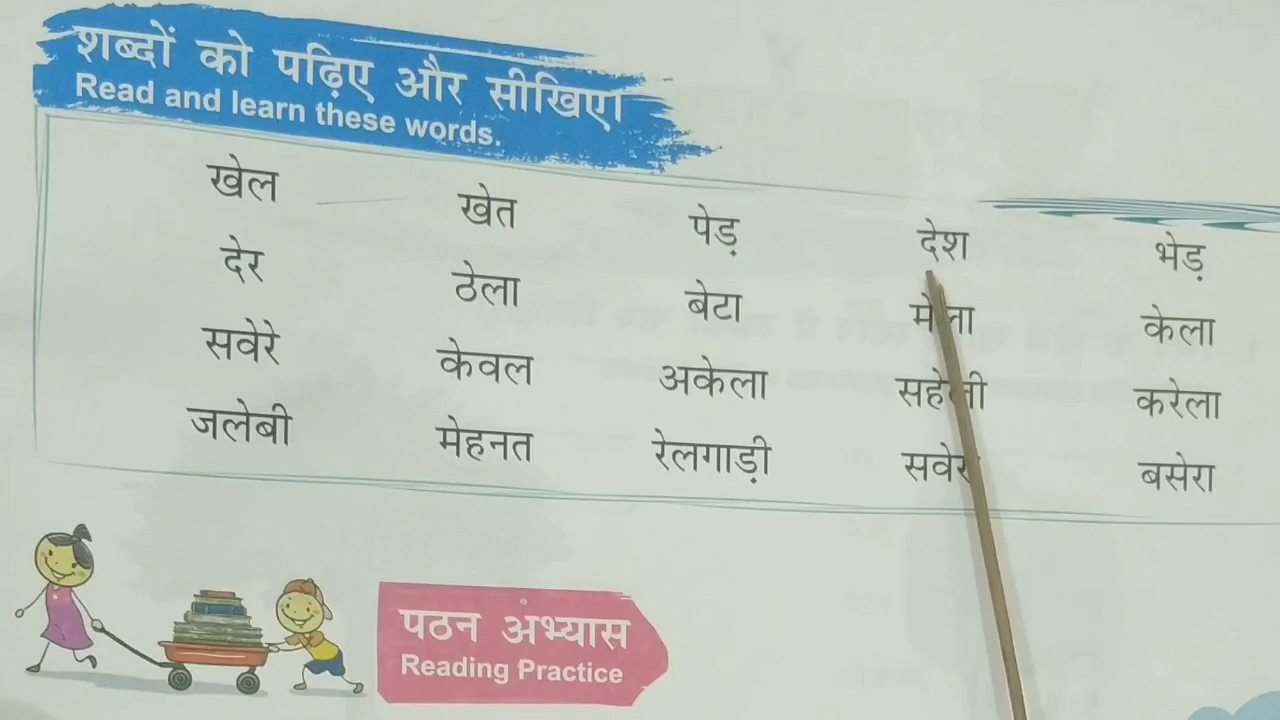 शब्दों को पढ़िए और सीखिए।
Read and learn these words.
खेल खेत पेड़ देश भेड़
देर ठेला बेटा मेला केला
सवेरे केवल अकेला सहेली करेला
जलेबी मेहनत रेलगाड़ी बसेरा
पठन अभ्यास
Reading Practice